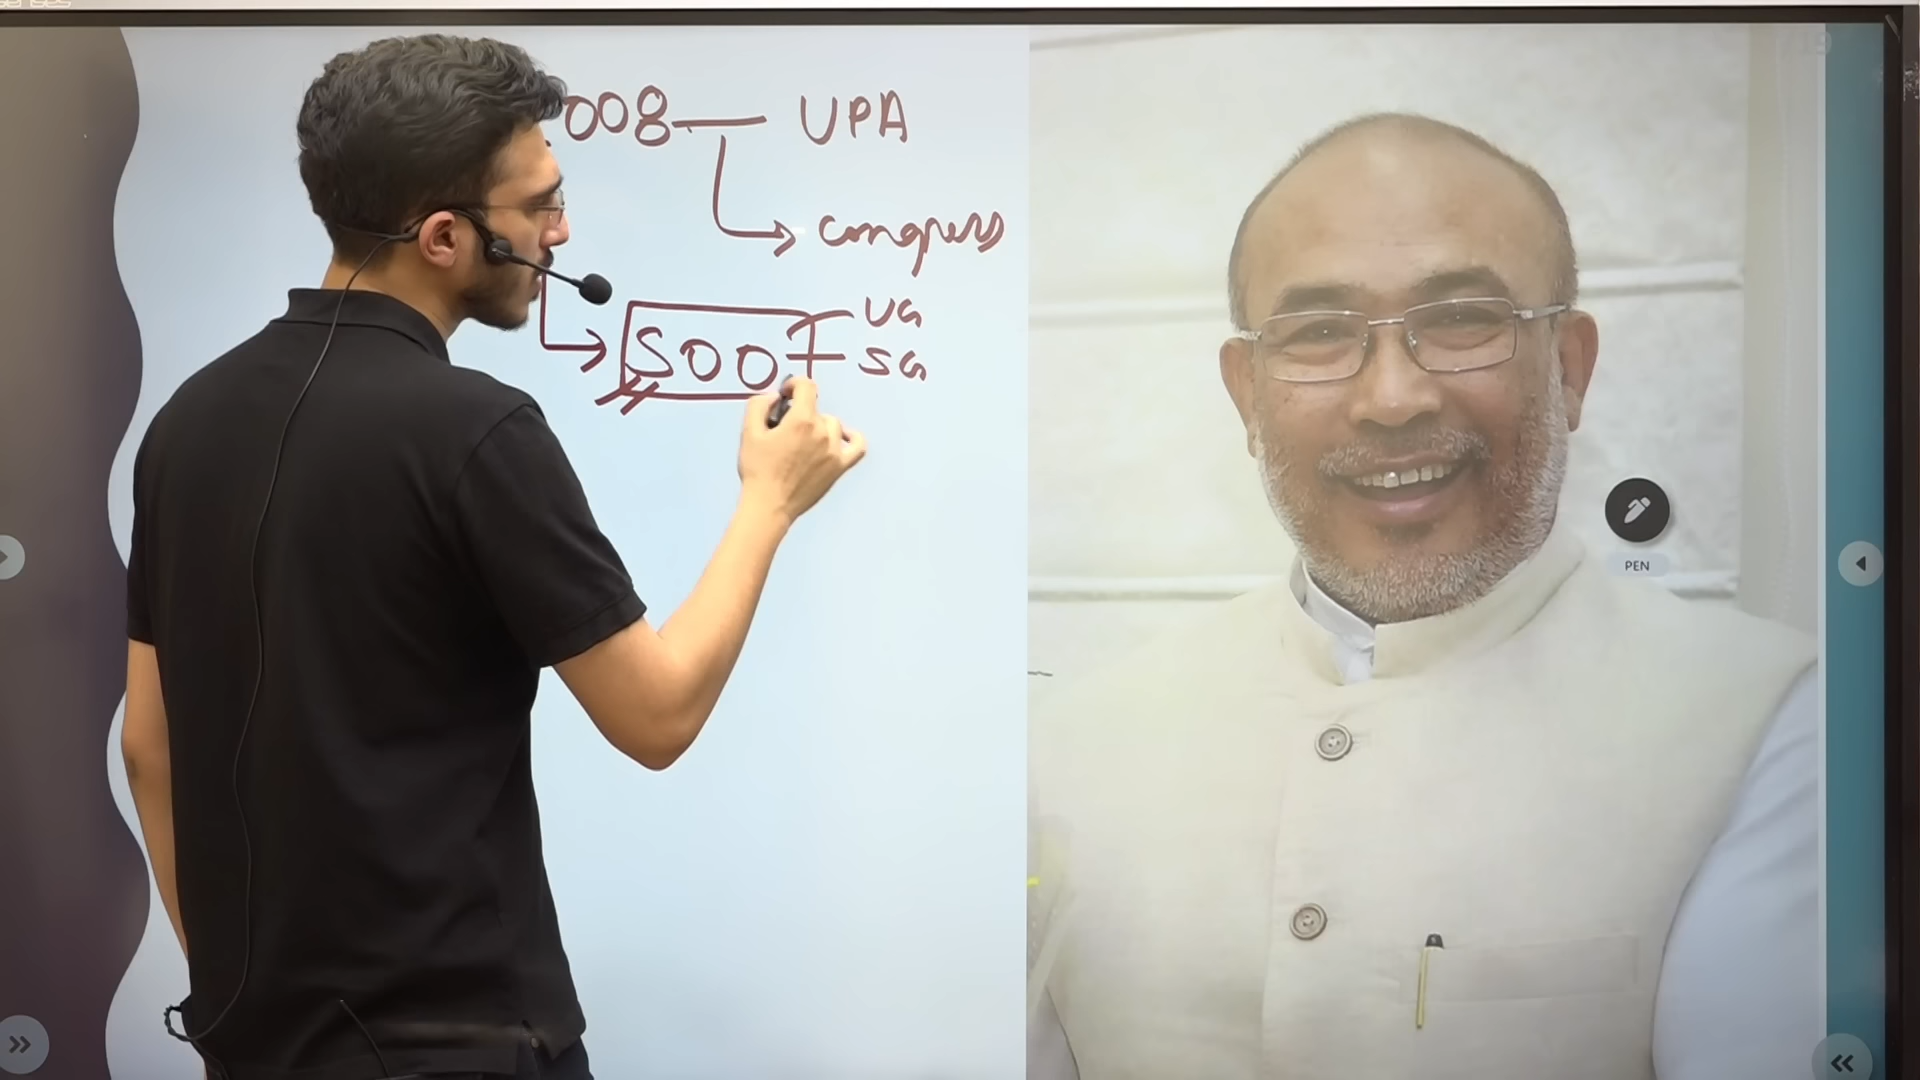 008 — UPA
Congress
UG
SOO
SG
PEN